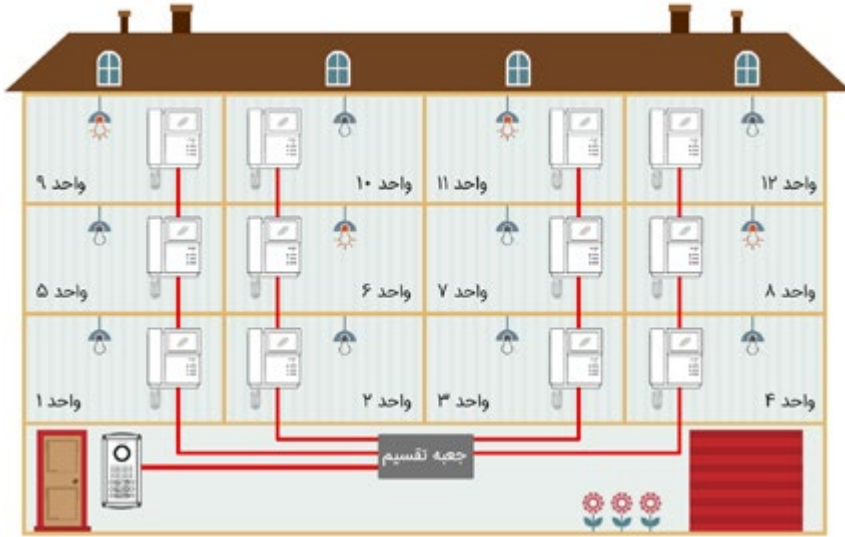 واحد ۹
واحد ۱۰
واحد ۱۱
واحد ۱۲
واحد ۵
واحد ۶
واحد ۷
واحد ۸
واحد ۱
واحد ۲
واحد ۳
واحد ۴
جعبه تقسیم